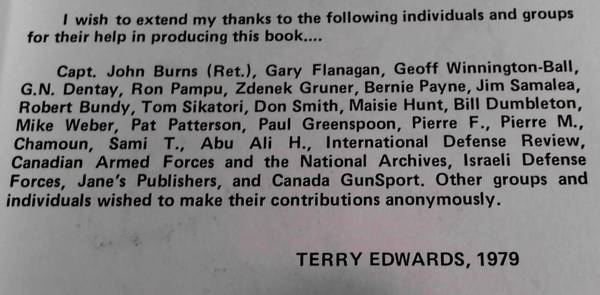 I wish to extend my thanks to the following individuals and groups
for their help in producing this book....
Capt. John Burns (Ret.), Gary Flanagan, Geoff Winnington-Ball,
G.N. Dentay, Ron Pampu, Zdenek Gruner, Bernie Payne, Jim Samalea,
Robert Bundy, Tom Sikatori, Don Smith, Maisie Hunt, Bill Dumbleton,
Mike Weber, Pat Patterson, Paul Greenspoon, Pierre F., Pierre M.,
Chamoun, Sami T., Abu Ali H., International Defense Review,
Canadian Armed Forces and the National Archives, Israeli Defense
Forces, Jane's Publishers, and Canada GunSport. Other groups and
individuals wished to make their contributions anonymously.
TERRY EDWARDS, 1979